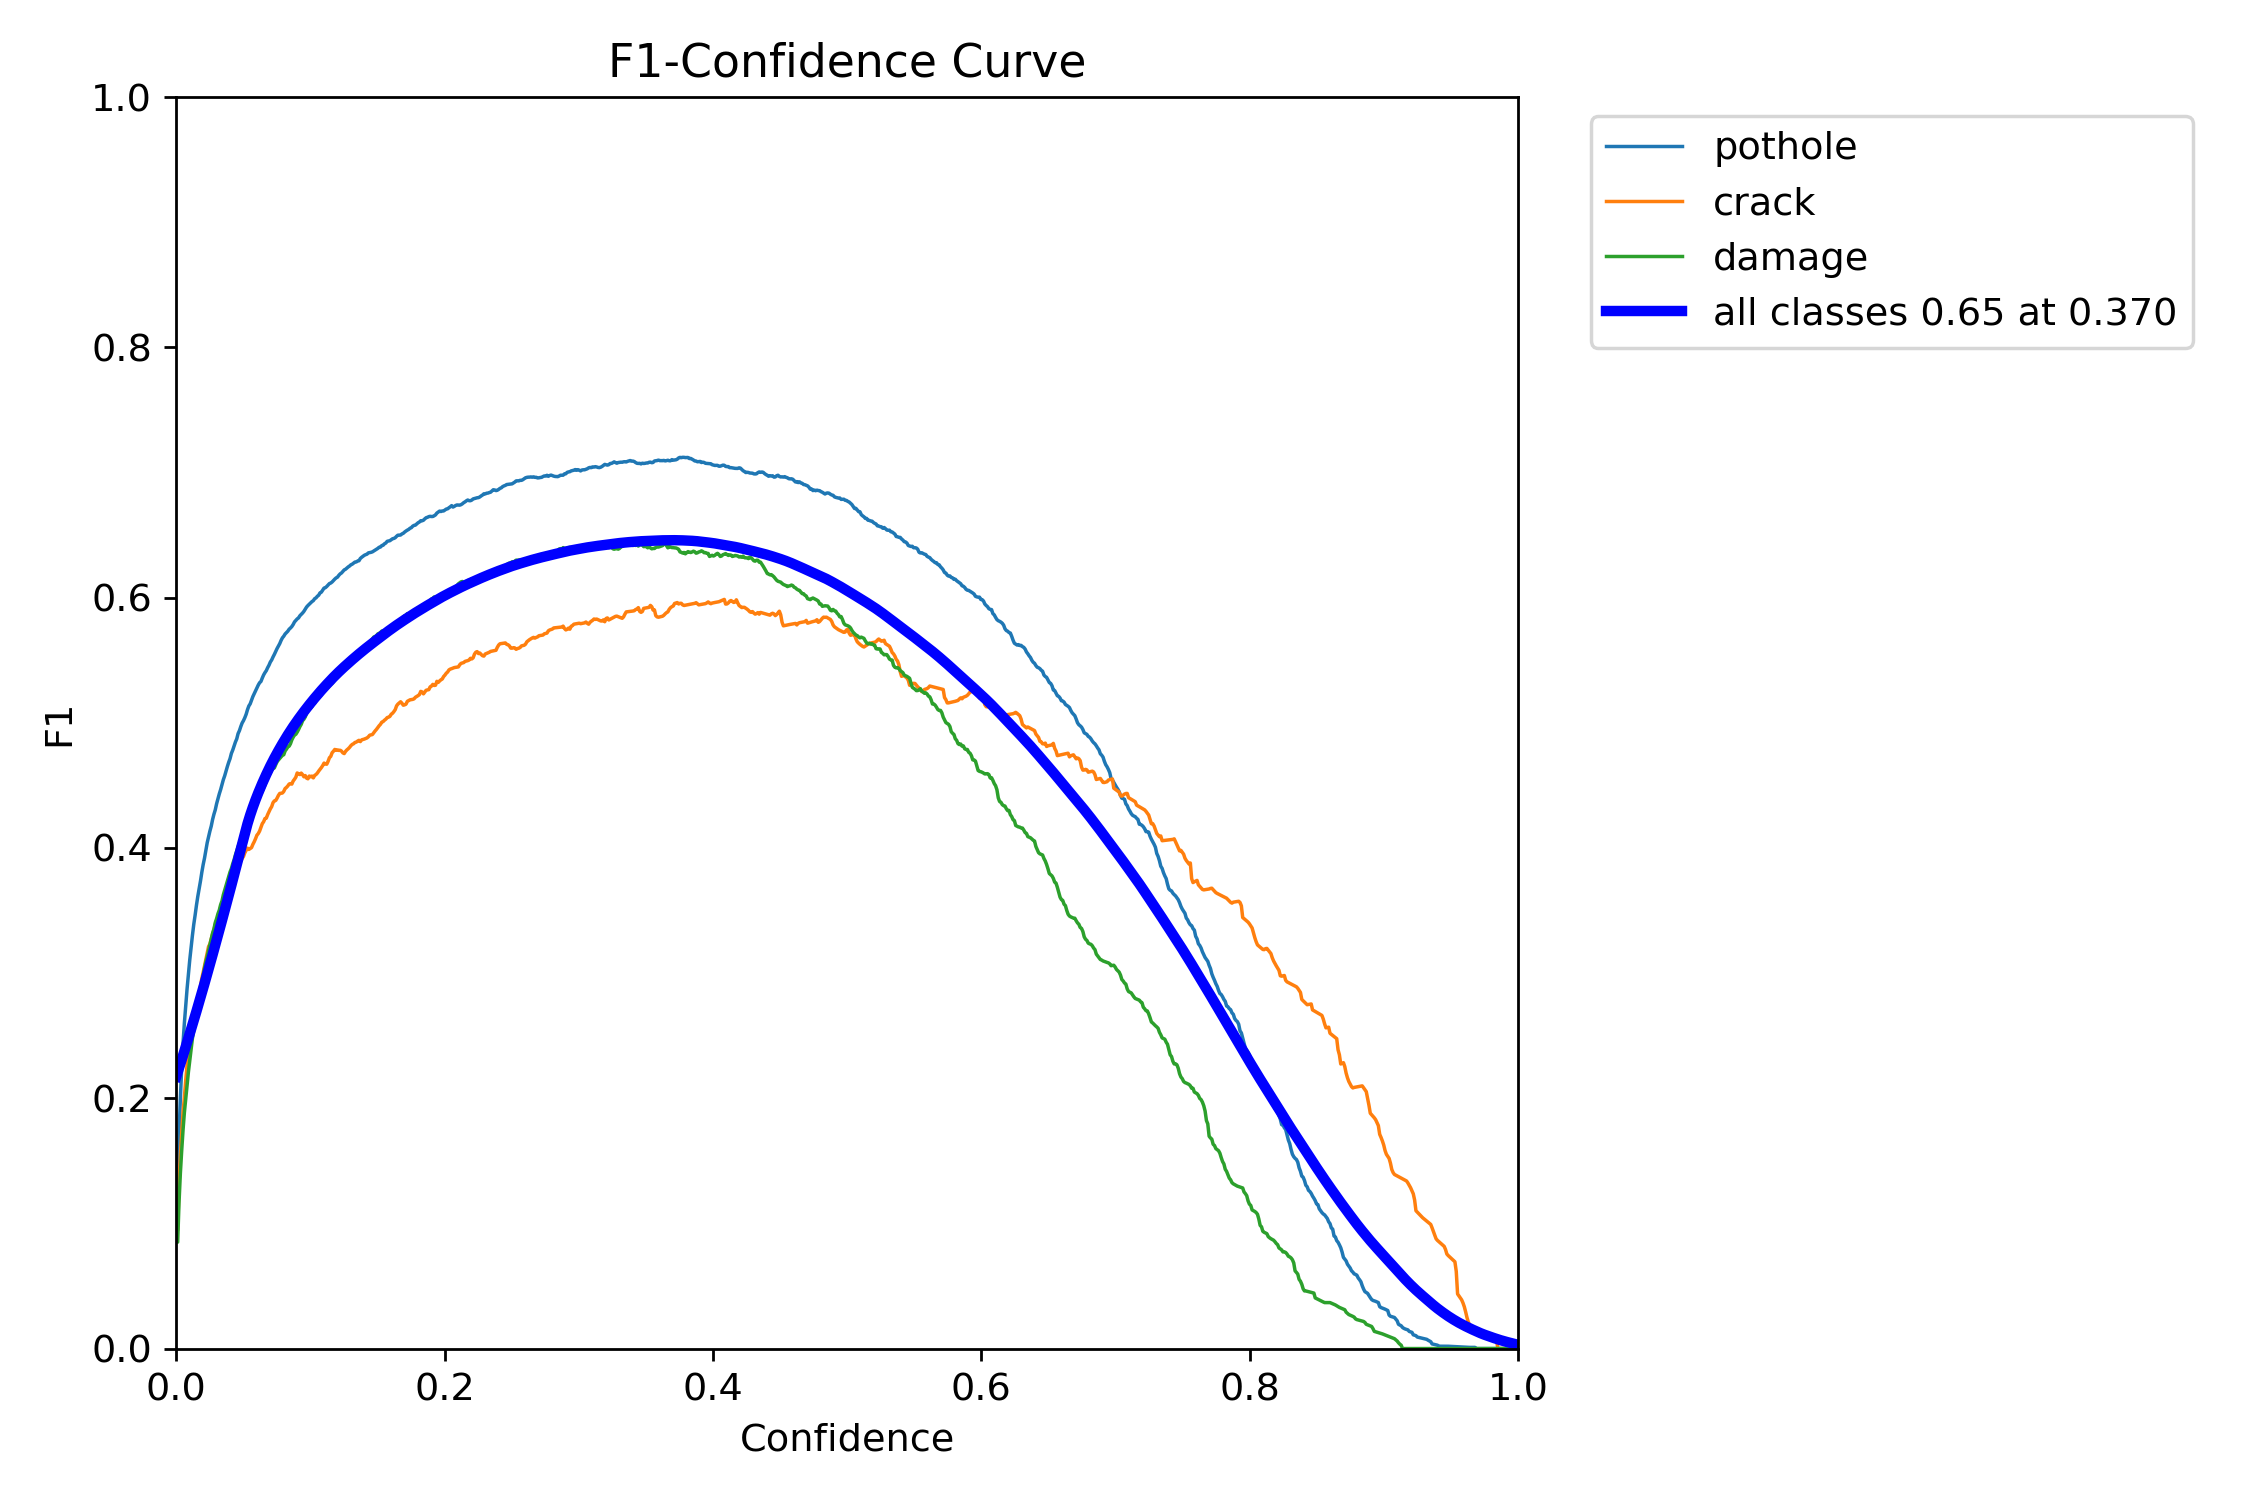 F1-Confidence Curve
1.0
0.8
0.6
0.4
0.2
0.0
F1
0.0 0.2 0.4 0.6 0.8 1.0
Confidence
pothole
crack
damage
all classes 0.65 at 0.370